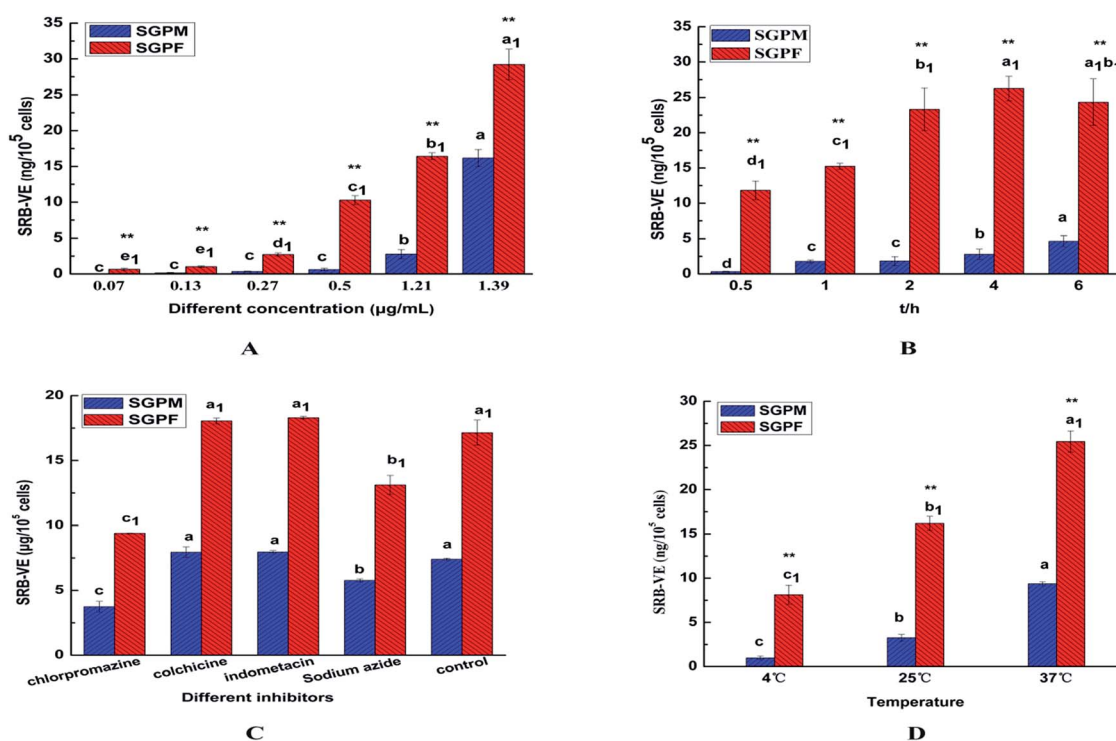 SGPM
SGPF
SRB-VE (ng/10⁵ cells)
35
30
25
20
15
10
5
0
c
**
e₁
c
**
e₁
c
**
d₁
c
**
c₁
b
**
b₁
a
**
a₁
0.07 0.13 0.27 0.5 1.21 1.39
Different concentration (µg/mL)
A
SGPM
SGPF
SRB-VE (ng/10⁵ cells)
35
30
25
20
15
10
5
0
d
**
d₁
c
**
c₁
c
**
b₁
b
**
a₁
a
**
a₁b
0.5 1 2 4 6
t/h
B
SGPM
SGPF
SRB-VE (µg/10⁵ cells)
20
15
10
5
0
c
c₁
a
a₁
a
a₁
b
b₁
a
a₁
chlorpromazine colchicine indometacin Sodium azide control
Different inhibitors
C
SGPM
SGPF
SRB-VE (ng/10⁵ cells)
30
25
20
15
10
5
0
c
**
c₁
b
**
b₁
a
**
a₁
4℃ 25℃ 37℃
Temperature
D